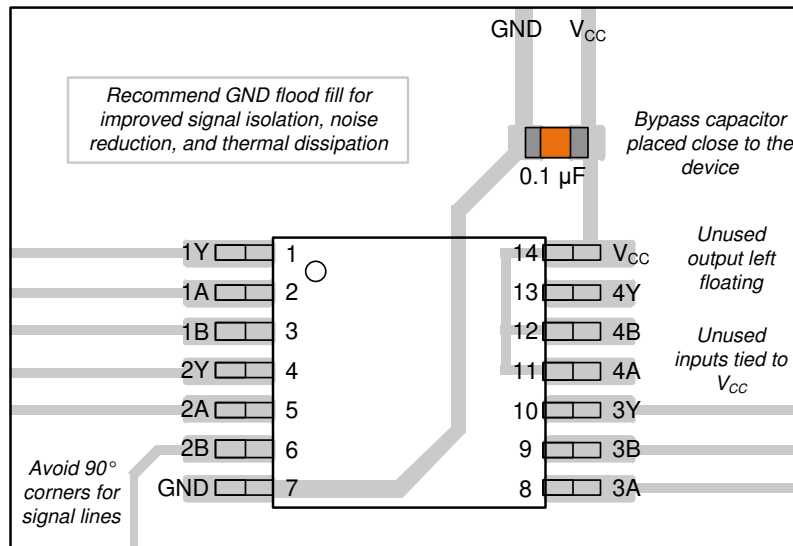 GND V_CC
Recommend GND flood fill for
improved signal isolation, noise
reduction, and thermal dissipation
Bypass capacitor
placed close to the
device
0.1 µF
1Y 1 14 V_CC
1A 2 13 4Y
1B 3 12 4B
2Y 4 11 4A
2A 5 10 3Y
2B 6 9 3B
GND 7 8 3A
Unused
output left
floating
Unused
inputs tied to
V_CC
Avoid 90°
corners for
signal lines